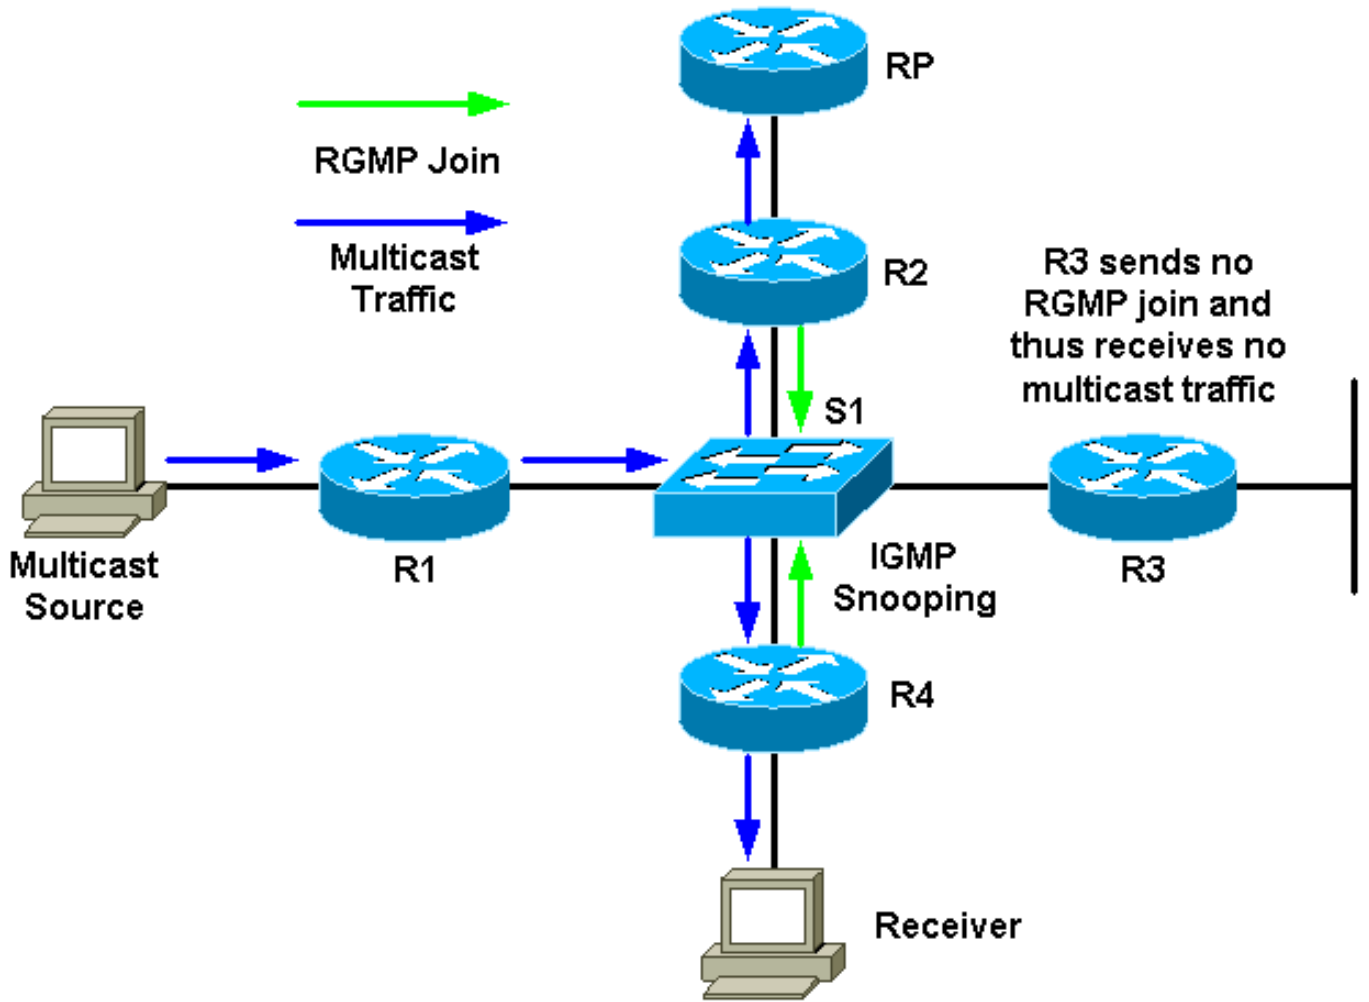 RP
RGMP Join
Multicast
Traffic
R2
R3 sends no
RGMP join and
thus receives no
multicast traffic
S1
Multicast
Source
R1
IGMP
Snooping
R3
R4
Receiver